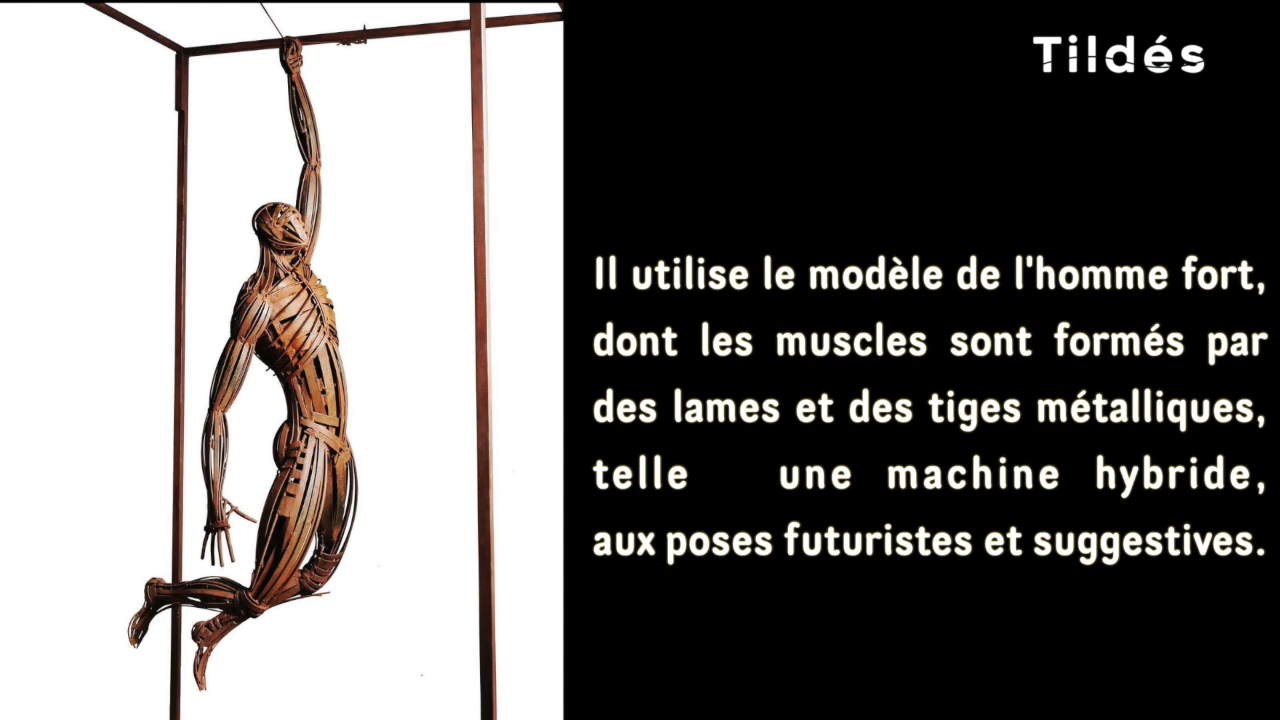 Tildés
Il utilise le modèle de l'homme fort,
dont les muscles sont formés par
des lames et des tiges métalliques,
telle une machine hybride,
aux poses futuristes et suggestives.